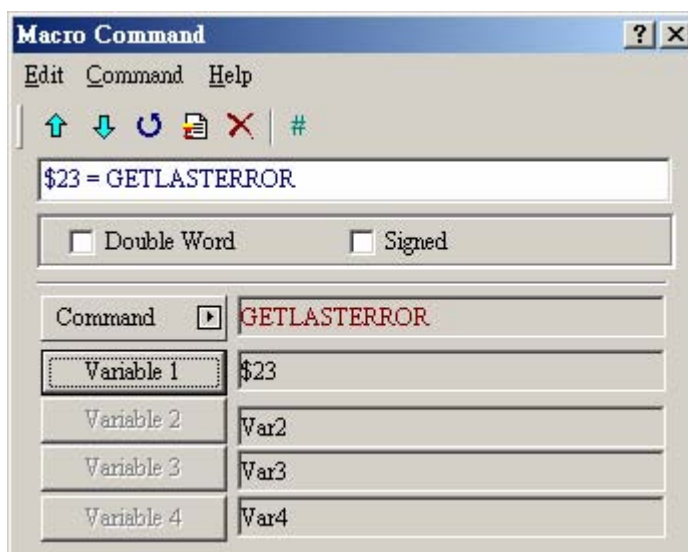 Macro Command
Edit Command Help
#
$23 = GETLASTERROR
Double Word Signed
Command GETLASTERROR
Variable 1 $23
Variable 2 Var2
Variable 3 Var3
Variable 4 Var4